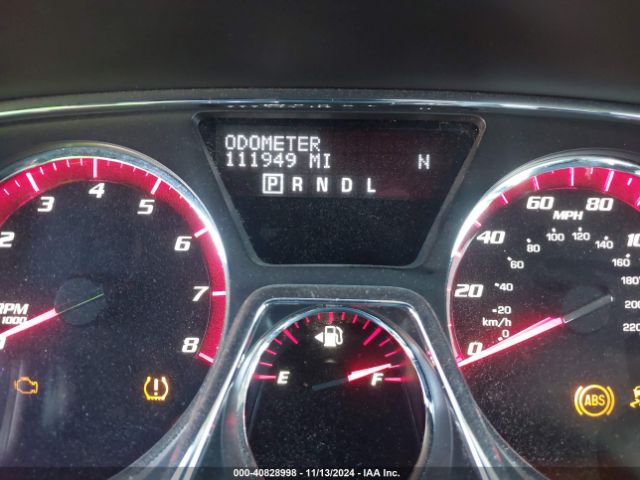 ODOMETER
111949 MI N
P R N D L
2 3 4 5 6 7 8
RPM
1000
E F
0 20 40 60 80
MPH
0 20 40 60 80 100 120 140 160 180 200 220
km/h
ABS
000-40828998 - 11/13/2024 - IAA Inc.